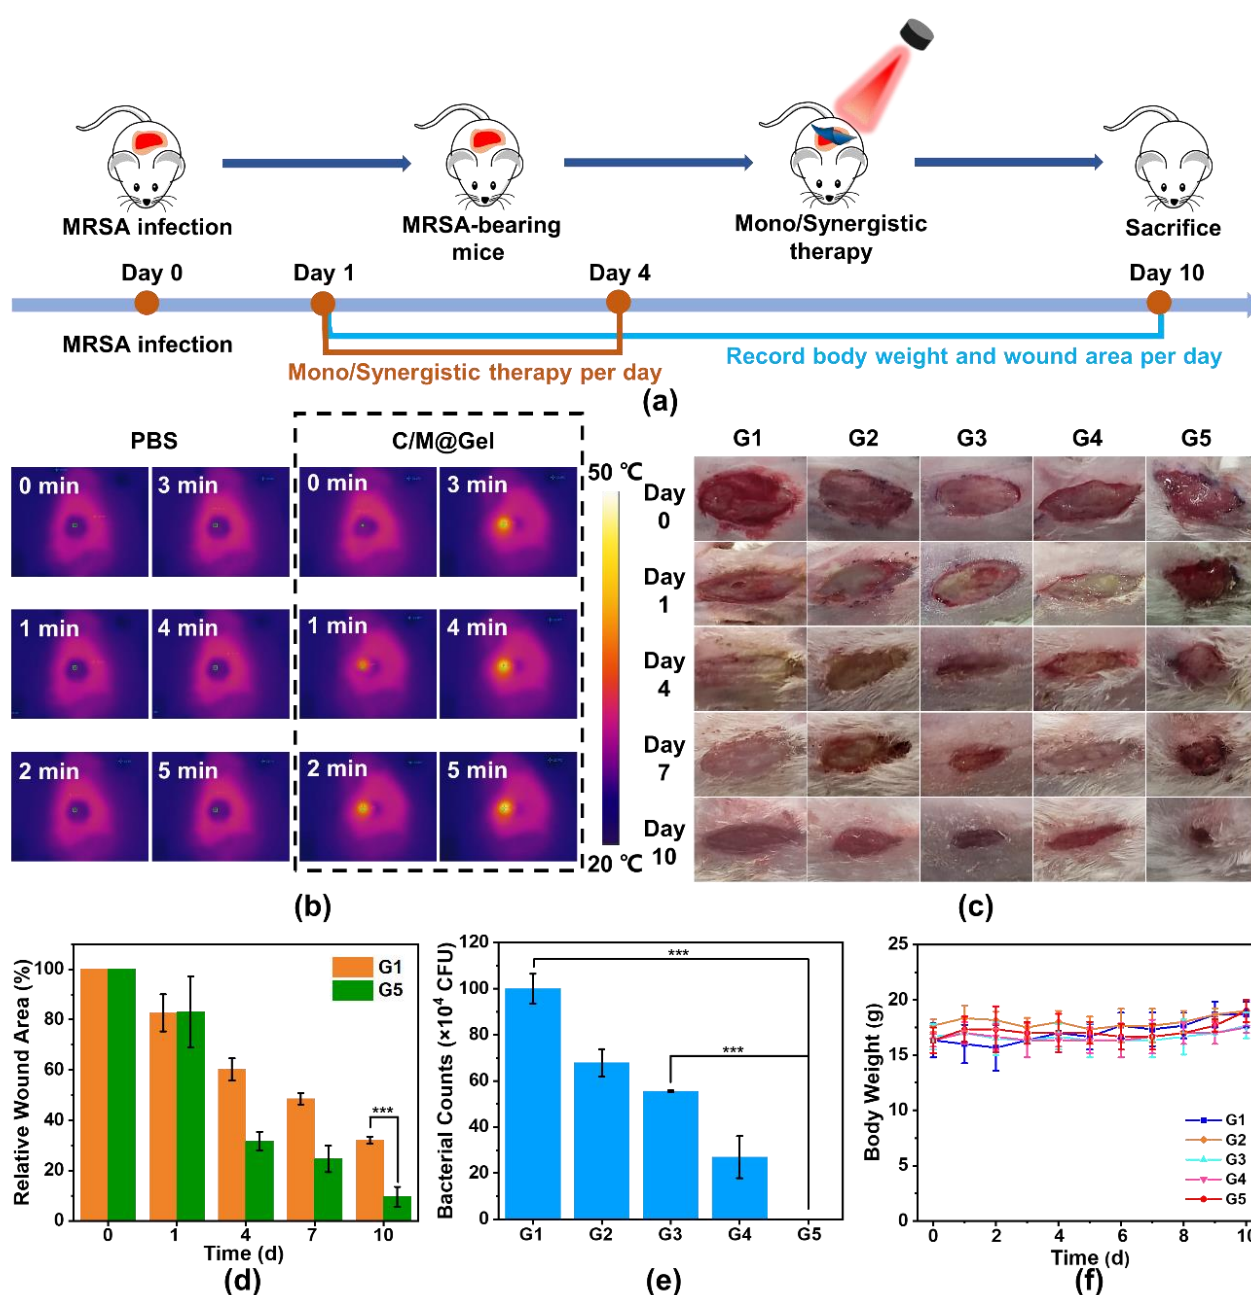 MRSA infection
MRSA-bearing
mice
Mono/Synergistic
therapy
Sacrifice
Day 0
Day 1
Day 4
Day 10
MRSA infection
Mono/Synergistic therapy per day
Record body weight and wound area per day
(a)
PBS
C/M@Gel
0 min
3 min
0 min
3 min
1 min
4 min
1 min
4 min
2 min
5 min
2 min
5 min
50 ℃
20 ℃
(b)
G1 G2 G3 G4 G5
Day
0
Day
1
Day
4
Day
7
Day
10
(c)
Relative Wound Area (%)
100
80
60
40
20
0
G1
G5
***
0 1 4 7 10
Time (d)
(d)
Bacterial Counts (×10⁴ CFU)
120
100
80
60
40
20
0
***
***
G1 G2 G3 G4 G5
(e)
Body Weight (g)
25
20
15
10
5
0
G1
G2
G3
G4
G5
0 2 4 6 8 10
Time (d)
(f)